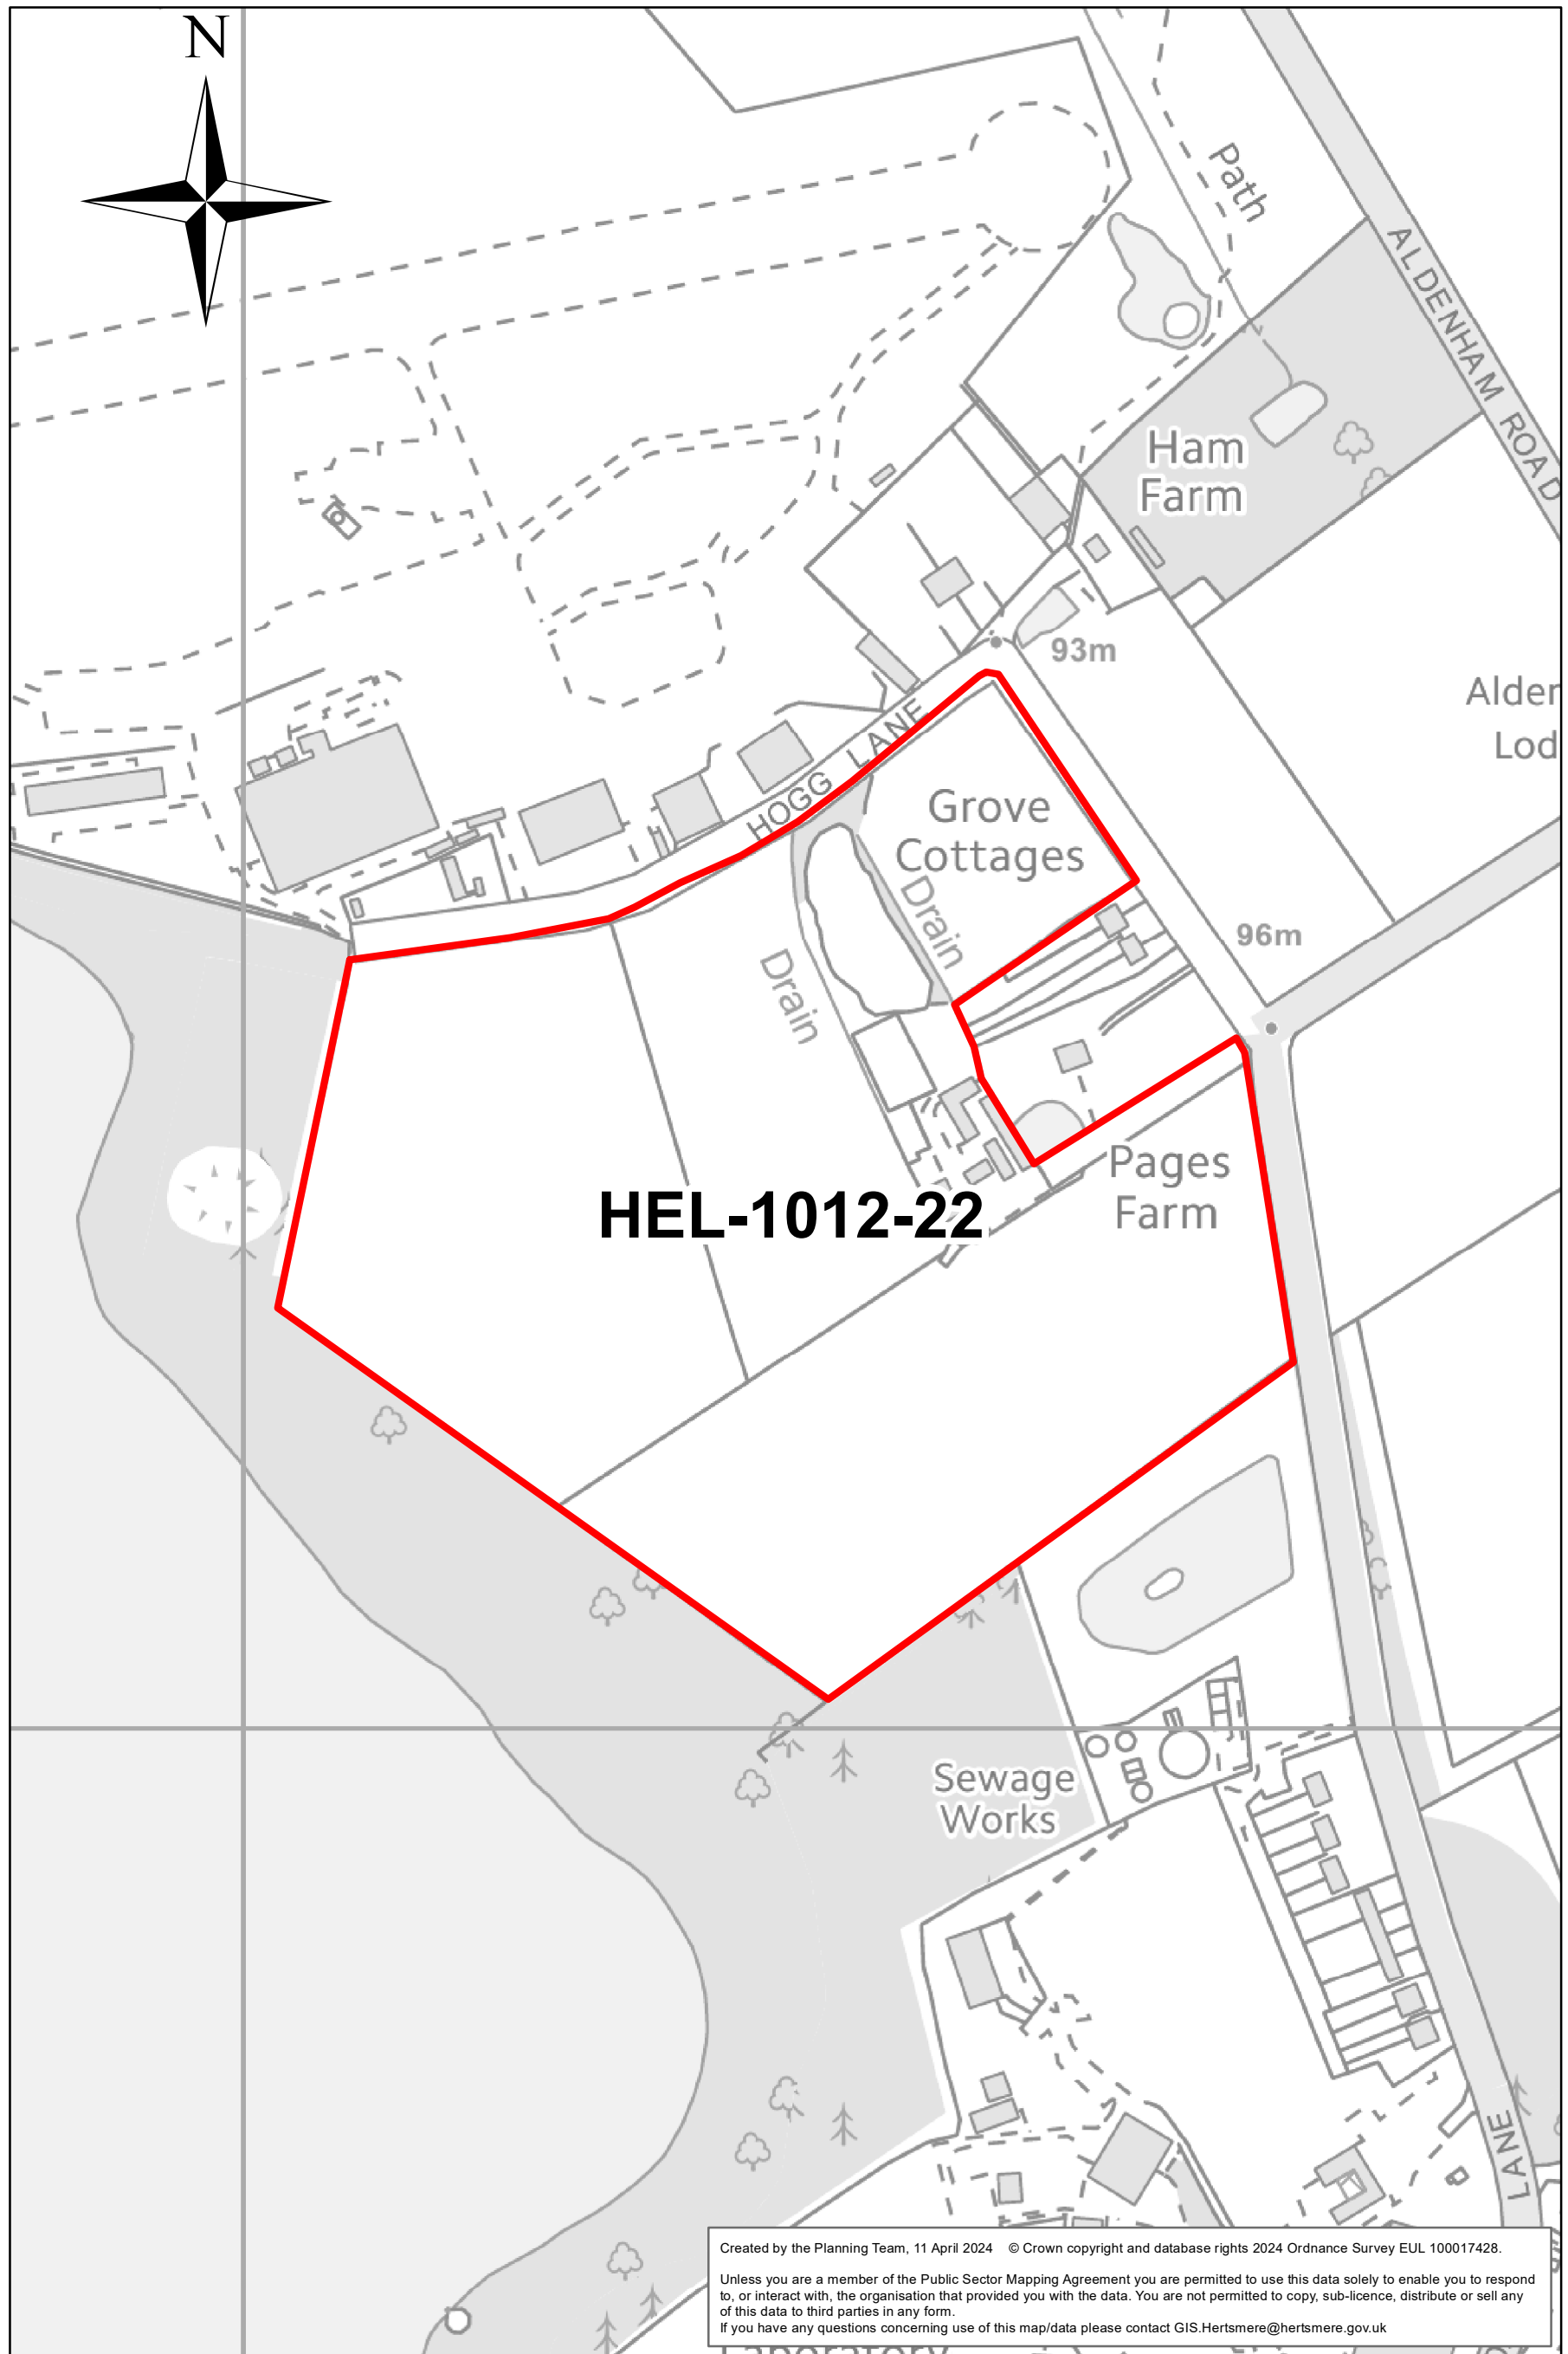 N
Path
ALDENHAM ROAD
Ham
Farm
93m
Alder
Lod
HOGG LANE
Grove
Cottages
Drain
Drain
96m
Pages
Farm
HEL-1012-22
Sewage
Works
LANE
Created by the Planning Team, 11 April 2024 © Crown copyright and database rights 2024 Ordnance Survey EUL 100017428.
Unless you are a member of the Public Sector Mapping Agreement you are permitted to use this data solely to enable you to respond
to, or interact with, the organisation that provided you with the data. You are not permitted to copy, sub-licence, distribute or sell any
of this data to third parties in any form.
If you have any questions concerning use of this map/data please contact GIS.Hertsmere@hertsmere.gov.uk
Laboratory